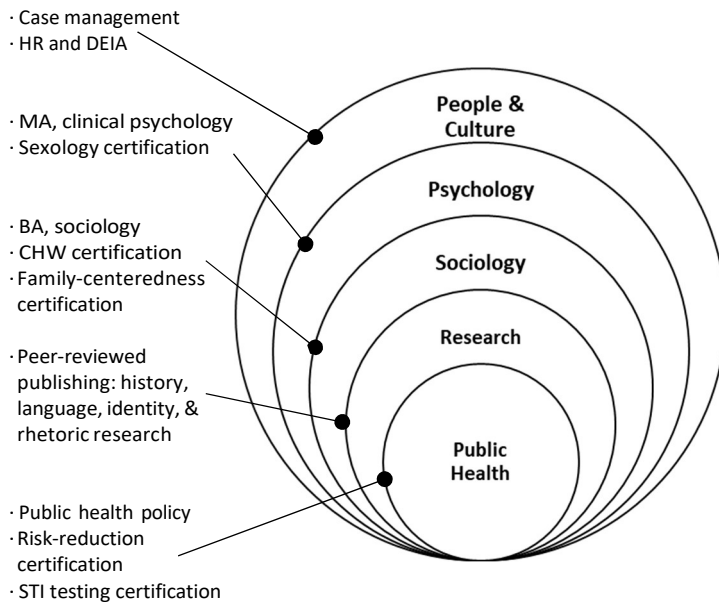 · Case management
· HR and DEIA
· MA, clinical psychology
· Sexology certification
· BA, sociology
· CHW certification
· Family-centeredness
certification
· Peer-reviewed
publishing: history,
language, identity, &
rhetoric research
· Public health policy
· Risk-reduction
certification
· STI testing certification
People &
Culture
Psychology
Sociology
Research
Public
Health